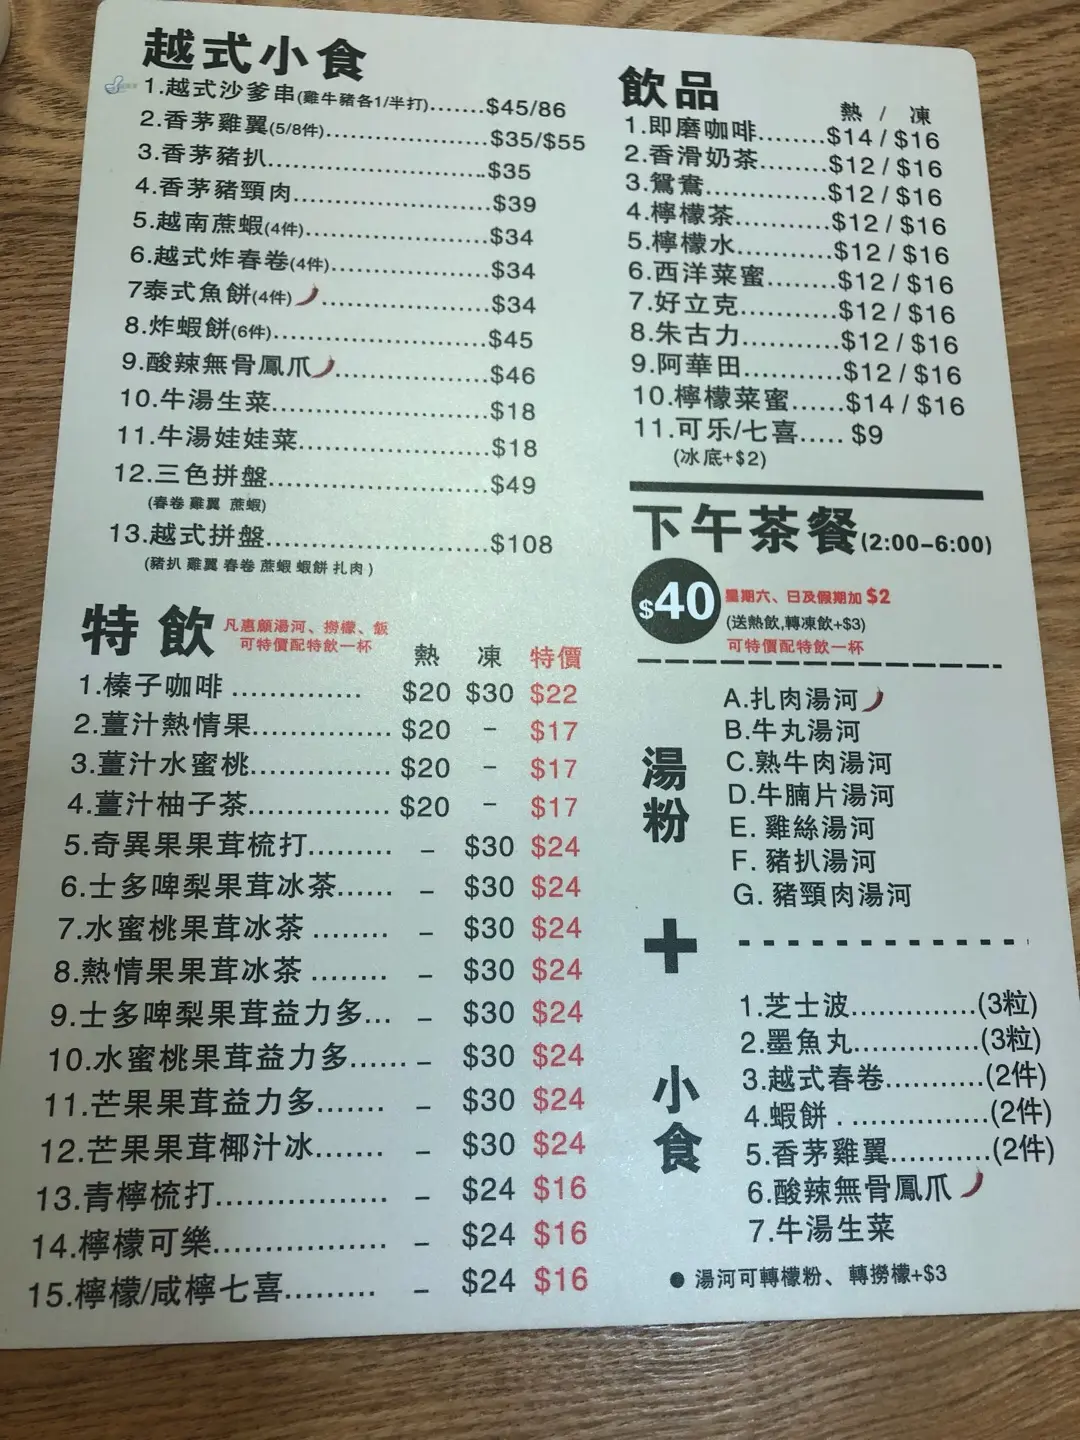 越式小食
1.越式沙爹串(雞牛豬各1/半打).......$45/86
2.香茅雞翼(5/8件)....................$35/$55
3.香茅豬扒..........................$35
4.香茅豬頸肉.......................$39
5.越南蔗蝦(4件).....................$34
6.越式炸春卷(4件)..................$34
7泰式魚餅(4件)....................$34
8.炸蝦餅(6件)........................$45
9.酸辣無骨鳳爪..................$46
10.牛湯生菜.........................$18
11.牛湯娃娃菜......................$18
12.三色拼盤.........................$49
(春卷 雞翼 蔗蝦)
13.越式拼盤..........................$108
(豬扒 雞翼 春卷 蔗蝦 蝦餅 扎肉)
特飲
凡惠顧湯河、撈檬、飯
可特價配特飲一杯
熱 凍 特價
1.榛子咖啡 ............. $20 $30 $22
2.薑汁熱情果.............. $20 – $17
3.薑汁水蜜桃.............. $20 – $17
4.薑汁柚子茶.............. $20 – $17
5.奇異果果茸梳打......... – $30 $24
6.士多啤梨果茸冰茶...... – $30 $24
7.水蜜桃果茸冰茶 ........ – $30 $24
8.熱情果果茸冰茶 ........ – $30 $24
9.士多啤梨果茸益力多... – $30 $24
10.水蜜桃果茸益力多...... – $30 $24
11.芒果果茸益力多....... – $30 $24
12.芒果果茸椰汁冰....... – $30 $24
13.青檸梳打................. – $24 $16
14.檸檬可樂................. – $24 $16
15.檸檬/咸檸七喜......... – $24 $16
飲品
熱 / 凍
1.即磨咖啡.......$14 / $16
2.香滑奶茶.......$12 / $16
3.鴛鴦............$12 / $16
4.檸檬茶..........$12 / $16
5.檸檬水..........$12 / $16
6.西洋菜蜜.......$12 / $16
7.好立克..........$12 / $16
8.朱古力..........$12 / $16
9.阿華田..........$12 / $16
10.檸檬菜蜜......$14 / $16
11.可乐/七喜..... $9
(冰底+$2)
下午茶餐(2:00–6:00)
$40
星期六、日及假期加 $2
(送熱飲,轉凍飲+$3)
可特價配特飲一杯
湯粉
A.扎肉湯河
B.牛丸湯河
C.熟牛肉湯河
D.牛腩片湯河
E. 雞絲湯河
F. 豬扒湯河
G. 豬頸肉湯河
+
小食
1.芝士波..............(3粒)
2.墨魚丸..............(3粒)
3.越式春卷...........(2件)
4.蝦餅 . ...............(2件)
5.香茅雞翼...........(2件)
6.酸辣無骨鳳爪
7.牛湯生菜
● 湯河可轉檬粉、轉撈檬+$3